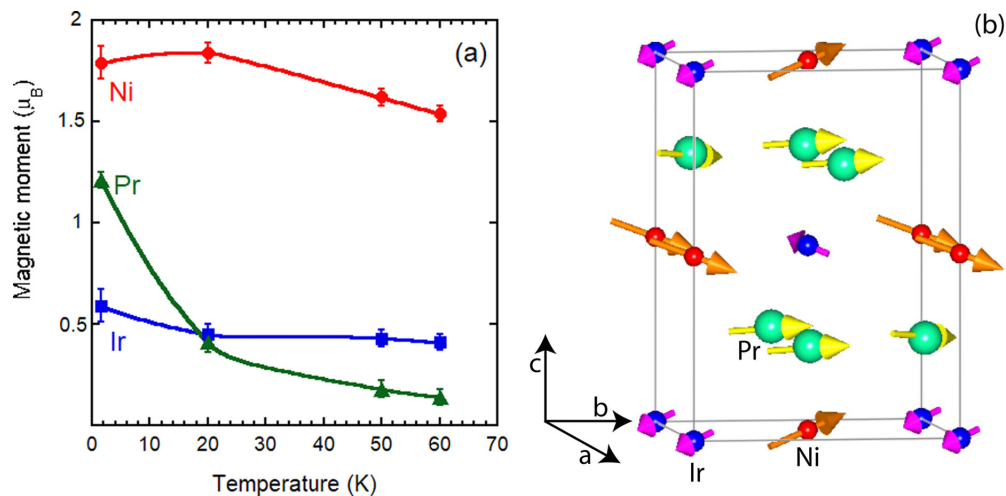 2
1.5
1
0.5
0
10
20
30
40
50
60
70
Magnetic moment (μB)
Temperature (K)
(a)
Ni
Pr
Ir
(b)
Pr
c
b
a
Ir
Ni